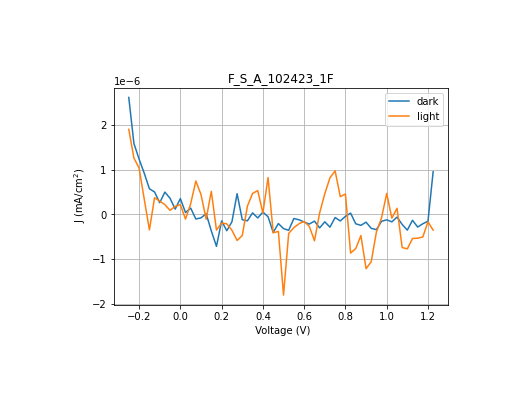 F_S_A_102423_1F
1e−6
dark
light
2
1
0
−1
−2
J (mA/cm²)
−0.2 0.0 0.2 0.4 0.6 0.8 1.0 1.2
Voltage (V)